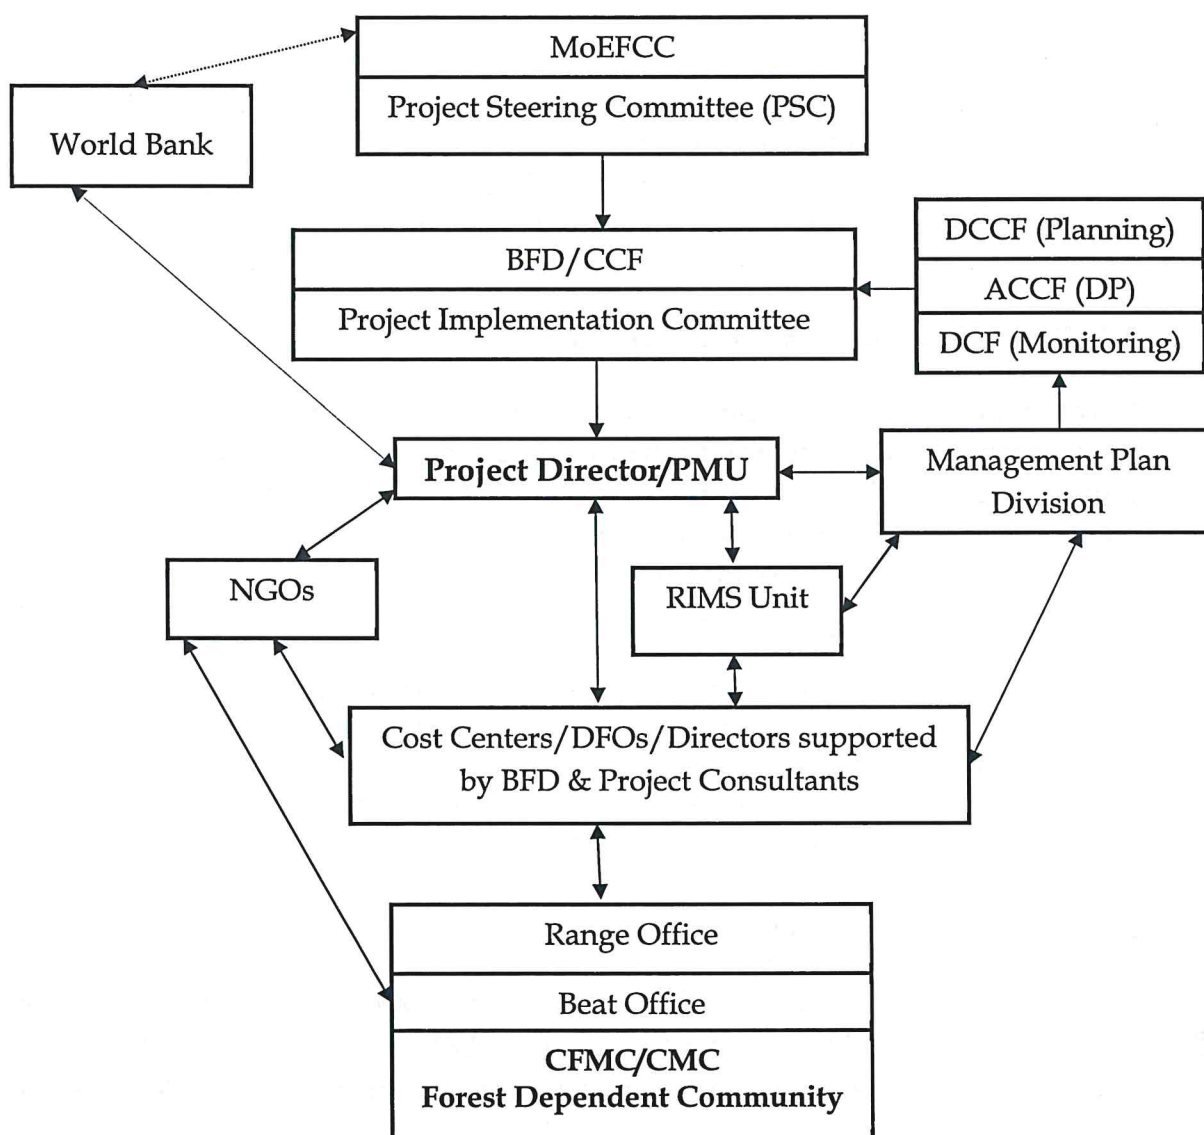 MoEFCC
Project Steering Committee (PSC)
World Bank
DCCF (Planning)
ACCF (DP)
DCF (Monitoring)
BFD/CCF
Project Implementation Committee
Project Director/PMU
Management Plan
Division
NGOs
RIMS Unit
Cost Centers/DFOs/Directors supported
by BFD & Project Consultants
Range Office
Beat Office
CFMC/CMC
Forest Dependent Community